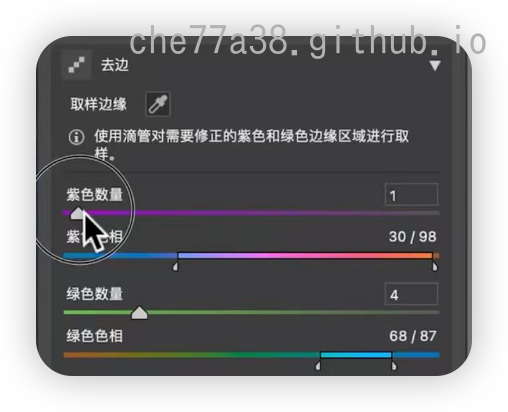 che77a38.github.io
去边
取样边缘
使用滴管对需要修正的紫色和绿色边缘区域进行取
样。
紫色数量 1
紫色相 30 / 98
绿色数量 4
绿色色相 68 / 87